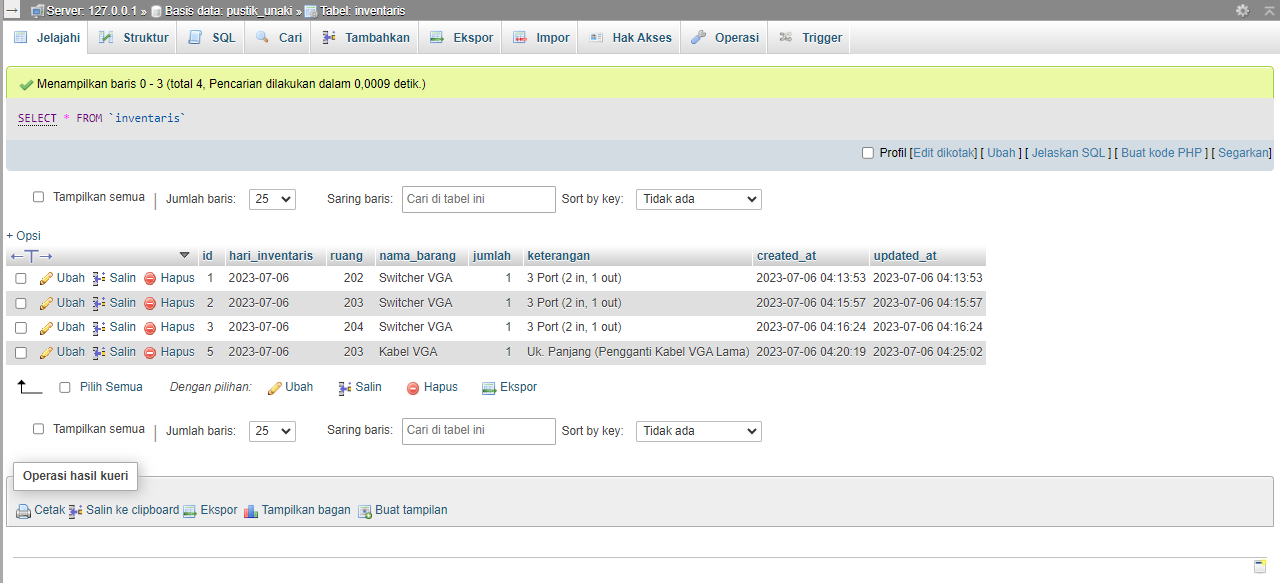 Server: 127.0.0.1 » Basis data: pustik_unaki » Tabel: inventaris
Jelajahi Struktur SQL Cari Tambahkan Ekspor Impor Hak Akses Operasi Trigger
Menampilkan baris 0 - 3 (total 4, Pencarian dilakukan dalam 0,0009 detik.)
SELECT * FROM `inventaris`
Profil [Edit dikotak] [ Ubah ] [ Jelaskan SQL ] [ Buat kode PHP ] [ Segarkan]
Tampilkan semua | Jumlah baris: 25 Saring baris: Cari di tabel ini Sort by key: Tidak ada
+ Opsi
←T→ id hari_inventaris ruang nama_barang jumlah keterangan created_at updated_at
Ubah Salin Hapus 1 2023-07-06 202 Switcher VGA 1 3 Port (2 in, 1 out) 2023-07-06 04:13:53 2023-07-06 04:13:53
Ubah Salin Hapus 2 2023-07-06 203 Switcher VGA 1 3 Port (2 in, 1 out) 2023-07-06 04:15:57 2023-07-06 04:15:57
Ubah Salin Hapus 3 2023-07-06 204 Switcher VGA 1 3 Port (2 in, 1 out) 2023-07-06 04:16:24 2023-07-06 04:16:24
Ubah Salin Hapus 5 2023-07-06 203 Kabel VGA 1 Uk. Panjang (Pengganti Kabel VGA Lama) 2023-07-06 04:20:19 2023-07-06 04:25:02
Pilih Semua Dengan pilihan: Ubah Salin Hapus Ekspor
Tampilkan semua | Jumlah baris: 25 Saring baris: Cari di tabel ini Sort by key: Tidak ada
Operasi hasil kueri
Cetak Salin ke clipboard Ekspor Tampilkan bagan Buat tampilan